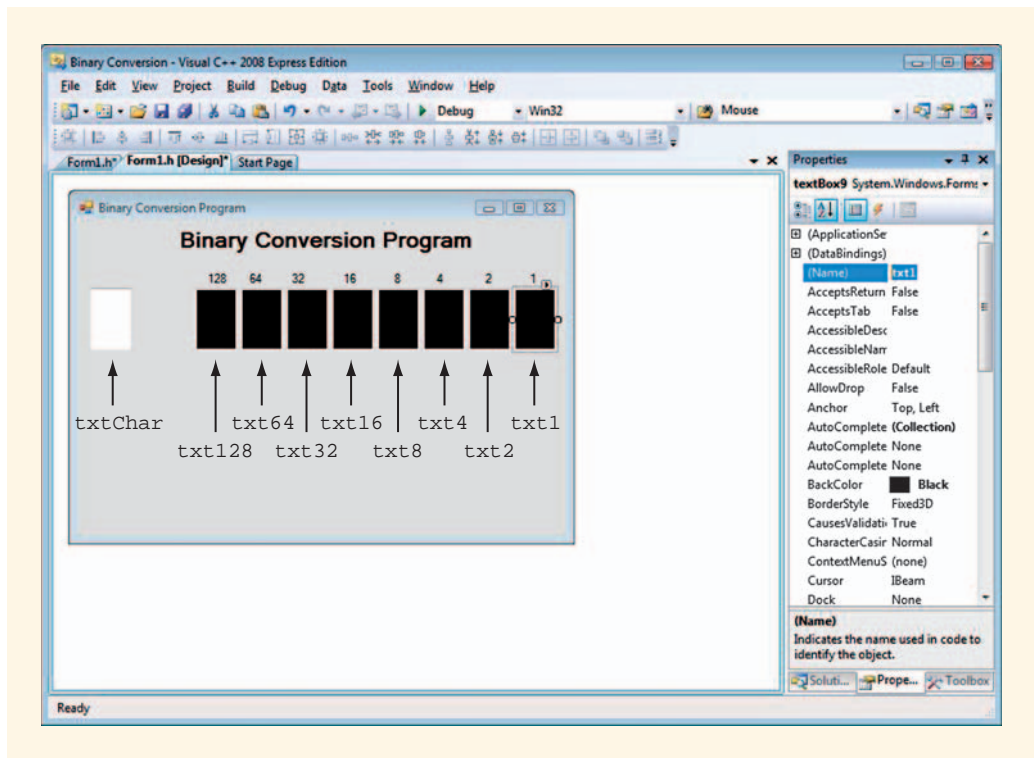 Binary Conversion - Visual C++ 2008 Express Edition
File Edit View Project Build Debug Data Tools Window Help
Debug Win32 Mouse
Form1.h* Form1.h [Design]* Start Page
Properties
textBox9 System.Windows.Forms
Binary Conversion Program
Binary Conversion Program
128 64 32 16 8 4 2 1
txtChar txt64 txt16 txt4 txt1
txt128 txt32 txt8 txt2
(ApplicationSe
(DataBindings)
(Name) txt1
AcceptsReturn False
AcceptsTab False
AccessibleDesc
AccessibleNam
AccessibleRole Default
AllowDrop False
Anchor Top, Left
AutoComplete (Collection)
AutoComplete None
AutoComplete None
BackColor Black
BorderStyle Fixed3D
CausesValidati True
CharacterCasin Normal
ContextMenuS (none)
Cursor IBeam
Dock None
(Name)
Indicates the name used in code to
identify the object.
Soluti... Prope... Toolbox
Ready